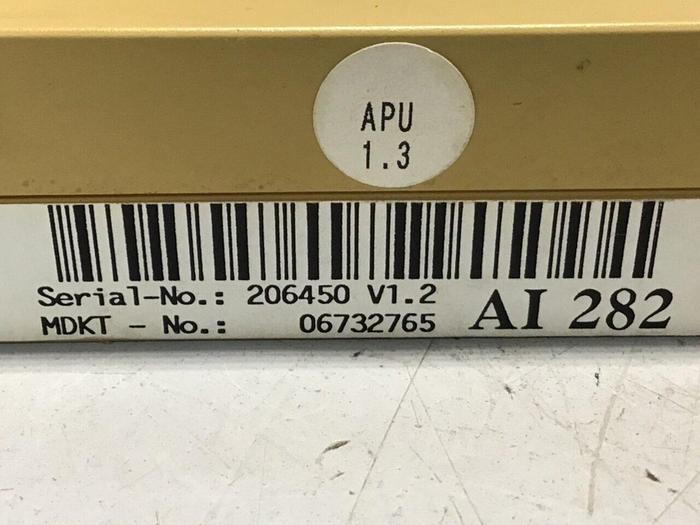 APU
1.3
Serial-No.: 206450 V1.2
MDKT - No.: 06732765
AI 282